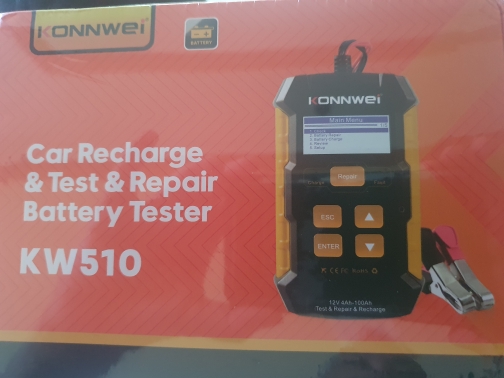 KONNWEI
BATTERY
Car Recharge
& Test & Repair
Battery Tester
KW510
KONNWEI
Main Menu
Repair
ESC
ENTER
12V 4Ah-100Ah
Test & Repair & Recharge